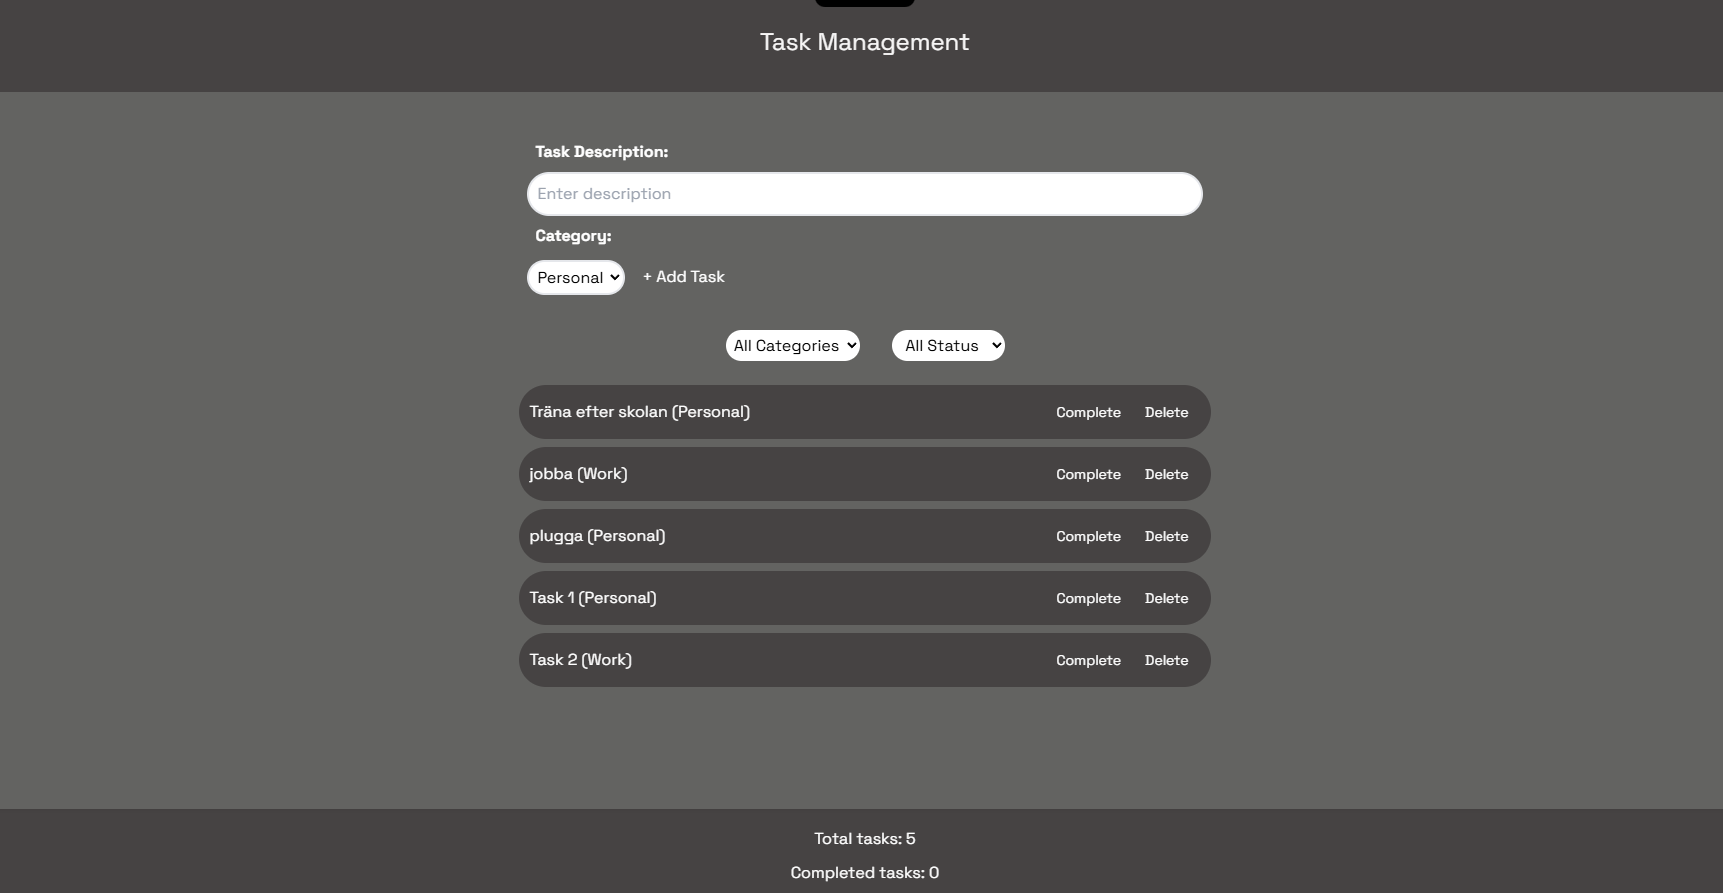 Task Management
Task Description:
Enter description
Category:
Personal + Add Task
All Categories All Status
Träna efter skolan (Personal) Complete Delete
jobba (Work) Complete Delete
plugga (Personal) Complete Delete
Task 1 (Personal) Complete Delete
Task 2 (Work) Complete Delete
Total tasks: 5
Completed tasks: 0